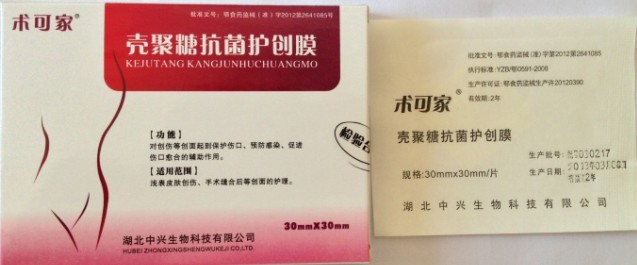 术可家®
批准文号：鄂食药监械（准）字2012第2641085号
壳聚糖抗菌护创膜
KEJUTANG KANGJUNHUCHUANGMO
【功能】
对创伤等创面起到保护伤口、预防感染、促进
伤口愈合的辅助作用。
【适用范围】
浅表皮肤创伤、手术缝合后等创面的护理。
检验合
30mmX30mm
湖北中兴生物科技有限公司
HUBEI ZHONGXINGSHENGWUKEJI CO.,LTD.
批准文号：鄂食药监械（准）字第2012第2641085
执行标准：YZB/鄂0591-2008
生产许可证：鄂食药监械生产许20120390
有效期：2年
术可家®
壳聚糖抗菌护创膜
生产批号：
规格：30mmx30mm/片
生产日期：
有效期2年
湖北中兴生物科技有限公司